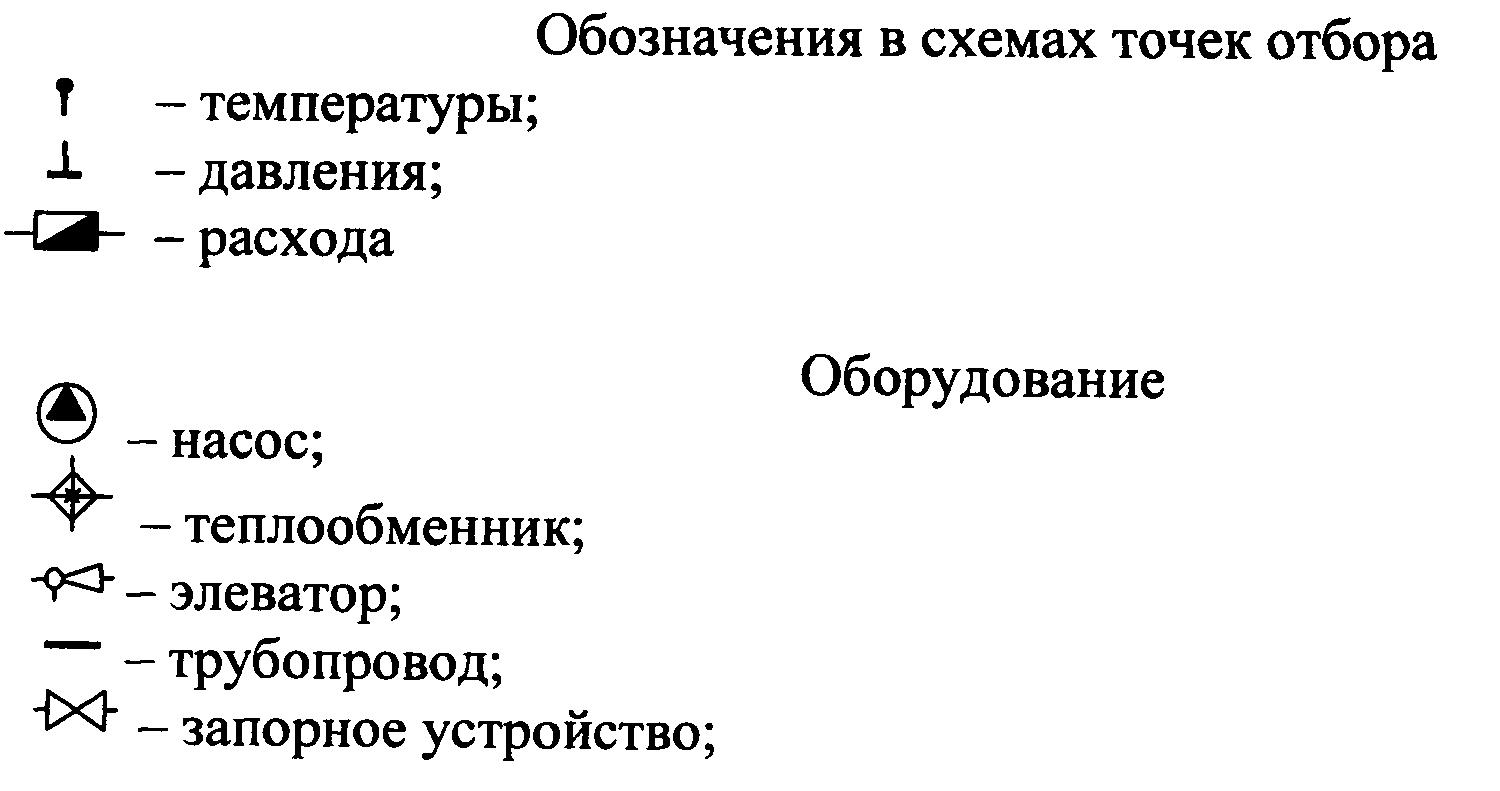 Обозначения в схемах точек отбора
– температуры;
– давления;
– расхода
Оборудование
– насос;
– теплообменник;
– элеватор;
– трубопровод;
– запорное устройство;